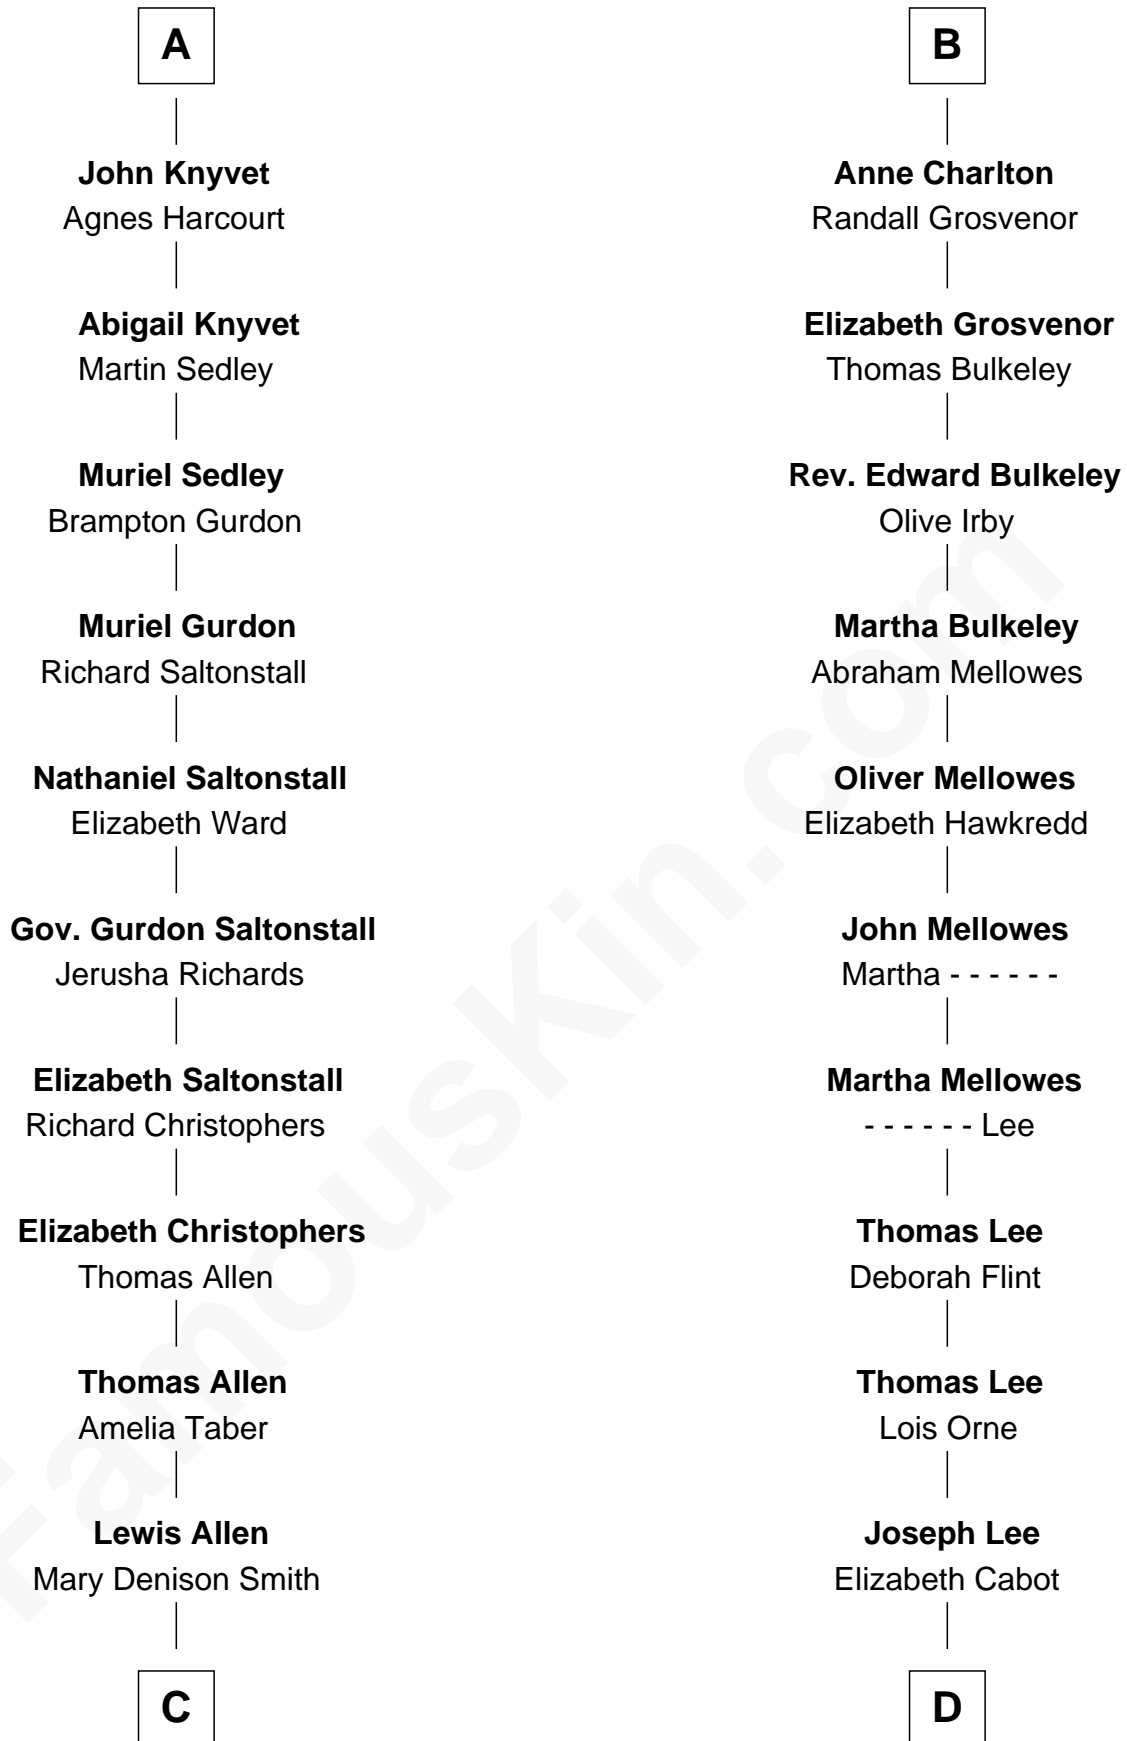 A
John Knyvet
Agnes Harcourt
Abigail Knyvet
Martin Sedley
Muriel Sedley
Brampton Gurdon
Muriel Gurdon
Richard Saltonstall
Nathaniel Saltonstall
Elizabeth Ward
Gov. Gurdon Saltonstall
Jerusha Richards
Elizabeth Saltonstall
Richard Christophers
Elizabeth Christophers
Thomas Allen
Thomas Allen
Amelia Taber
Lewis Allen
Mary Denison Smith
C
B
Anne Charlton
Randall Grosvenor
Elizabeth Grosvenor
Thomas Bulkeley
Rev. Edward Bulkeley
Olive Irby
Martha Bulkeley
Abraham Mellowes
Oliver Mellowes
Elizabeth Hawkredd
John Mellowes
Martha - - - - - -
Martha Mellowes
- - - - - - Lee
Thomas Lee
Deborah Flint
Thomas Lee
Lois Orne
Joseph Lee
Elizabeth Cabot
D
FamousKin.com